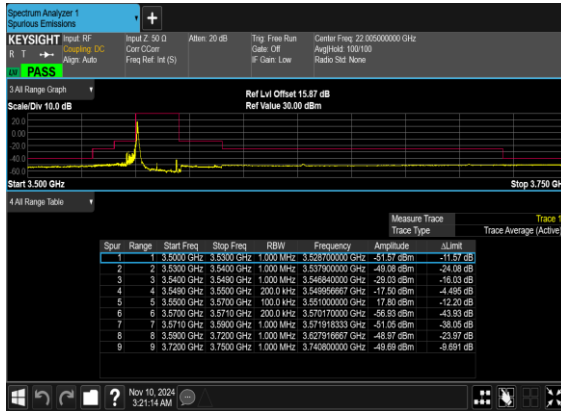 Spectrum Analyzer 1
Spurious Emissions
+
KEYSIGHT Input: RF Input Z: 50 Ω Atten: 20 dB Trig: Free Run Center Freq: 22.005000000 GHz
R T Coupling: DC Corr CCorr Gate: Off Avg|Hold: 100/100
Align: Auto Freq Ref: Int (S) IF Gain: Low Radio Std: None
PASS
3 All Range Graph Ref Lvl Offset 15.87 dB
Scale/Div 10.0 dB Ref Value 30.00 dBm
20.0
0.00
-20.0
-40.0
-60.0
Start 3.500 GHz Stop 3.750 GH
4 All Range Table
Measure Trace Trace 1
Trace Type Trace Average (Active)
Spur Range Start Freq Stop Freq RBW Frequency Amplitude ΔLimit
1 1 3.5000 GHz 3.5300 GHz 1.000 MHz 3.528700000 GHz -51.57 dBm -11.57 dB
2 2 3.5300 GHz 3.5400 GHz 1.000 MHz 3.537900000 GHz -49.08 dBm -24.08 dB
3 3 3.5400 GHz 3.5490 GHz 1.000 MHz 3.546840000 GHz -29.03 dBm -16.03 dB
4 4 3.5490 GHz 3.5500 GHz 200.0 kHz 3.549956667 GHz -17.50 dBm -4.495 dB
5 5 3.5500 GHz 3.5700 GHz 100.0 kHz 3.551000000 GHz 17.80 dBm -12.20 dB
6 6 3.5700 GHz 3.5710 GHz 200.0 kHz 3.570170000 GHz -56.93 dBm -43.93 dB
7 7 3.5710 GHz 3.5900 GHz 1.000 MHz 3.571918333 GHz -51.05 dBm -38.05 dB
8 8 3.5900 GHz 3.7200 GHz 1.000 MHz 3.627916667 GHz -48.97 dBm -23.97 dB
9 9 3.7200 GHz 3.7500 GHz 1.000 MHz 3.740800000 GHz -49.69 dBm -9.691 dB
? Nov 10, 2024
3:21:14 AM